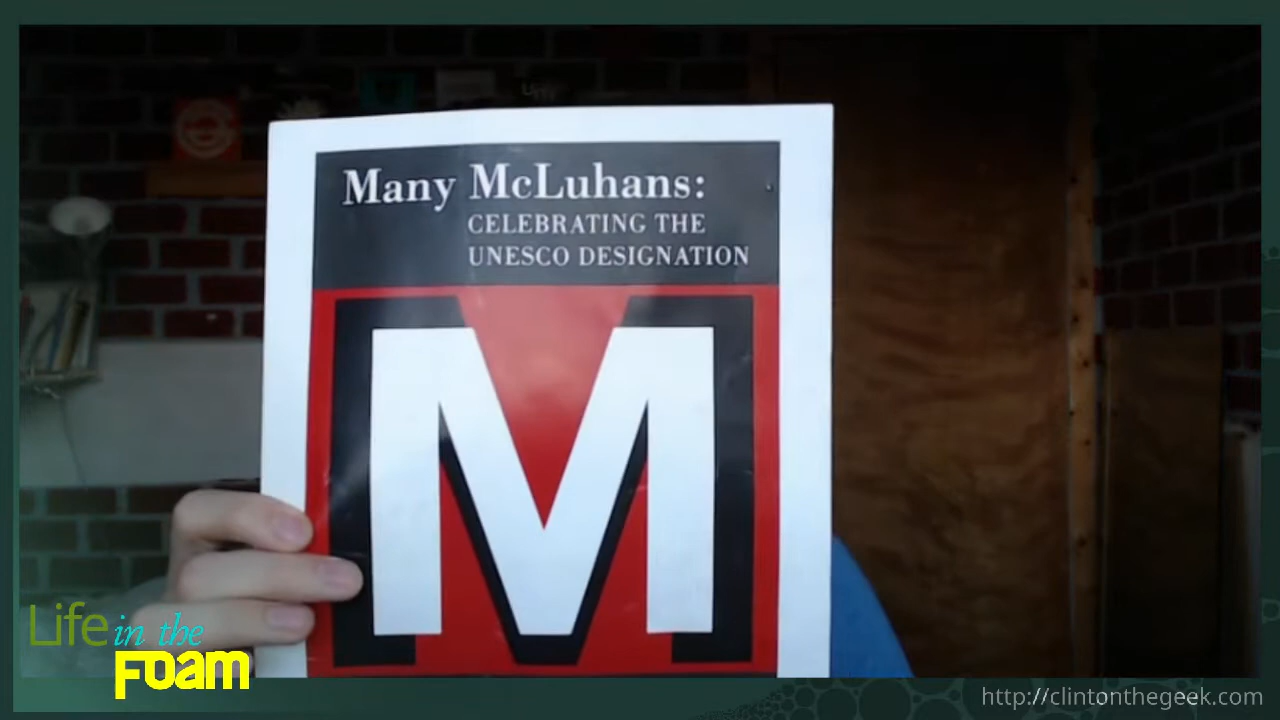 Many McLuhans:
CELEBRATING THE
UNESCO DESIGNATION
M
Life in the
FOAM
http://clintonthegeek.com